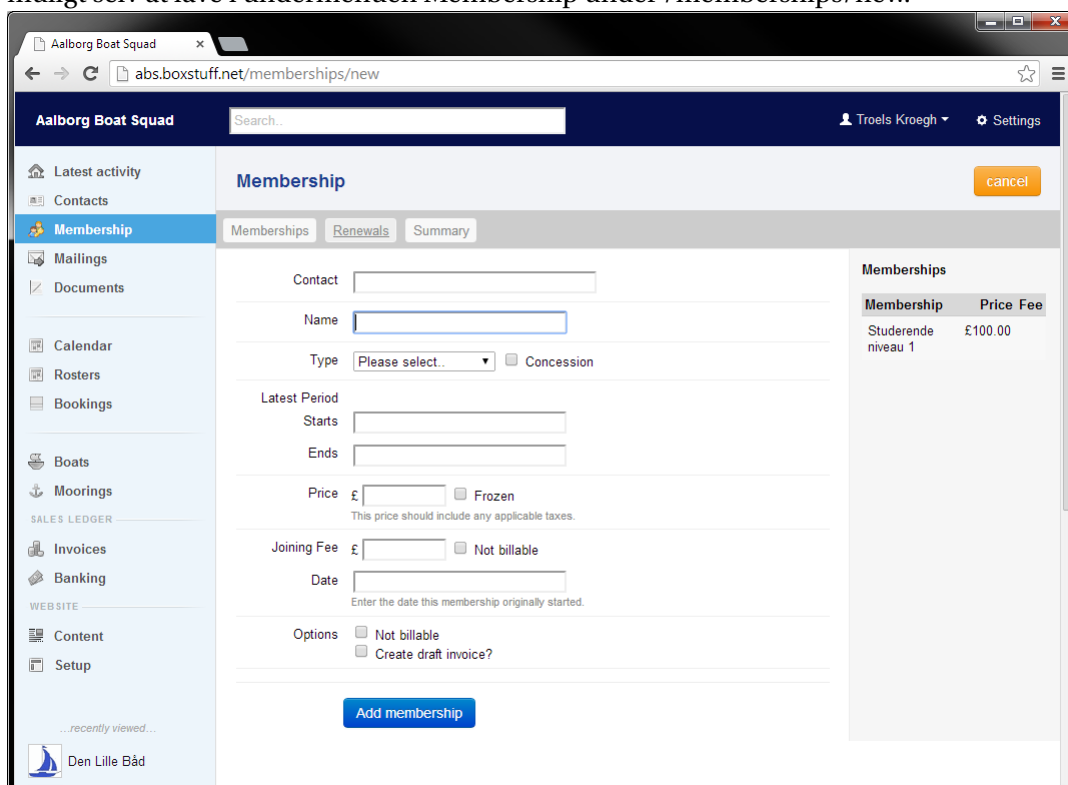 Aalborg Boat Squad
abs.boxstuff.net/memberships/new
Aalborg Boat Squad
Search..
Troels Kroegh
Settings
Latest activity
Contacts
Membership
Mailings
Documents
Calendar
Rosters
Bookings
Boats
Moorings
SALES LEDGER
Invoices
Banking
WEBSITE
Content
Setup
...recently viewed...
Den Lille Båd
Membership
cancel
Memberships Renewals Summary
Contact
Name
Type Please select.. Concession
Latest Period
Starts
Ends
Price £ Frozen
This price should include any applicable taxes.
Joining Fee £ Not billable
Date
Enter the date this membership originally started.
Options Not billable
Create draft invoice?
Add membership
Memberships
Membership Price Fee
Studerende £100.00
niveau 1